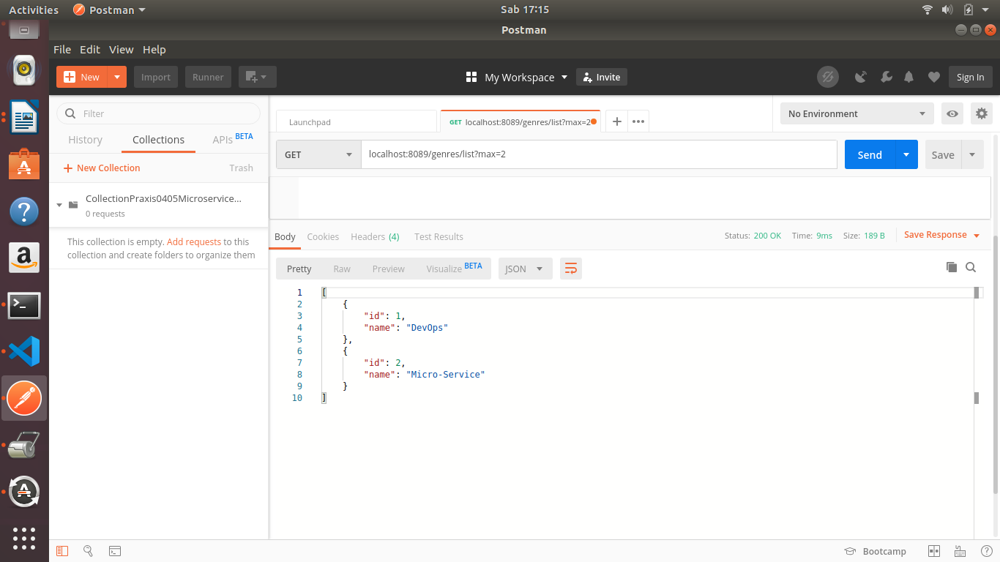 Activities Postman Sab 17:15
Postman
File Edit View Help
New Import Runner My Workspace Invite Sign In
Filter
History Collections APIs BETA
New Collection Trash
CollectionPraxis0405Microservice...
0 requests
This collection is empty. Add requests to this
collection and create folders to organize them
Launchpad GET localhost:8089/genres/list?max=2 No Environment
GET localhost:8089/genres/list?max=2 Send Save
Body Cookies Headers (4) Test Results Status: 200 OK Time: 9ms Size: 189 B Save Response
Pretty Raw Preview Visualize BETA JSON
1 [
2 {
3 "id": 1,
4 "name": "DevOps"
5 },
6 {
7 "id": 2,
8 "name": "Micro-Service"
9 }
10 ]
Bootcamp